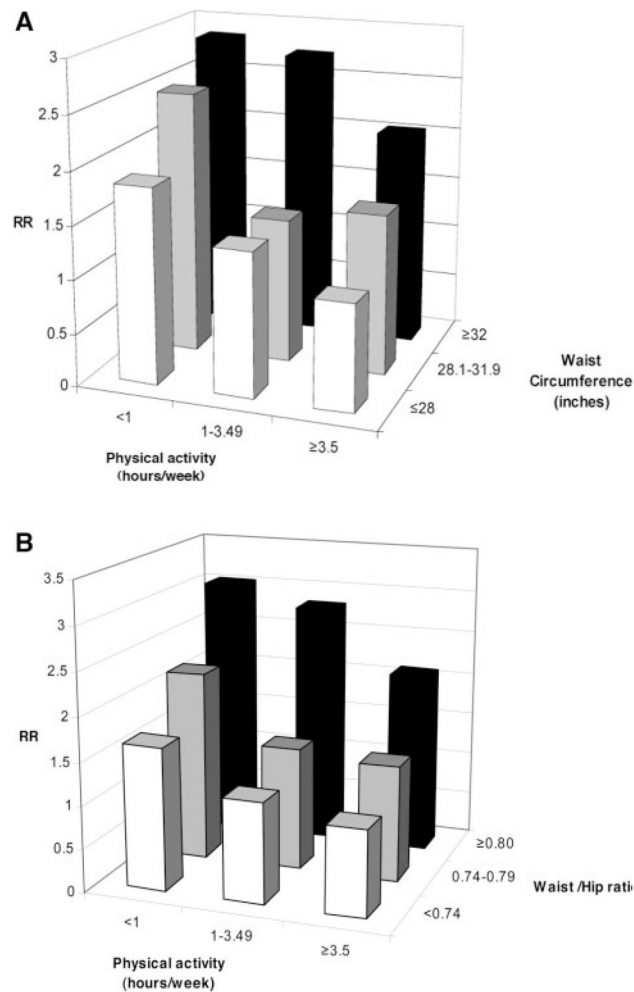 A
3
2.5
2
RR
1.5
1
0.5
0
<1
1-3.49
≥3.5
Physical activity
(hours/week)
≥32
28.1-31.9
≤28
Waist
Circumference
(inches)
B
3.5
3
2.5
2
RR
1.5
1
0.5
0
<1
1-3.49
≥3.5
Physical activity
(hours/week)
≥0.80
0.74-0.79
<0.74
Waist /Hip rati